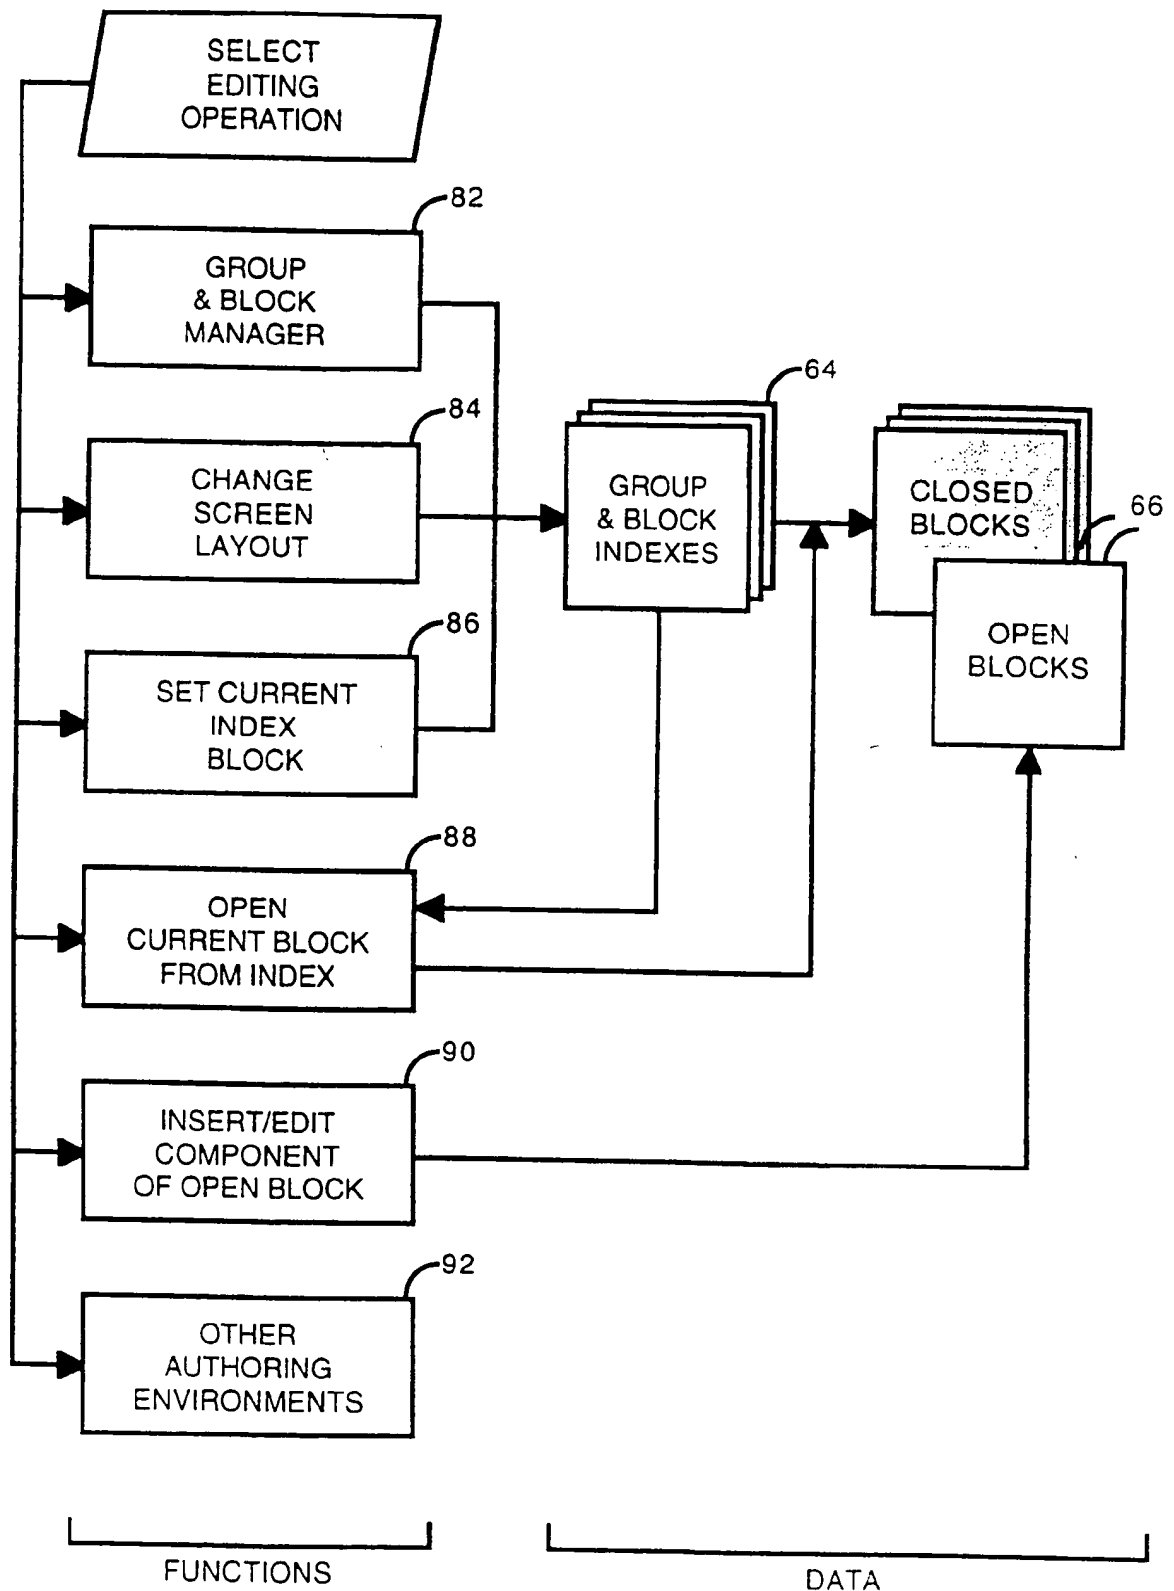 SELECT
EDITING
OPERATION
82
GROUP
& BLOCK
MANAGER
84
CHANGE
SCREEN
LAYOUT
86
SET CURRENT
INDEX
BLOCK
88
OPEN
CURRENT BLOCK
FROM INDEX
90
INSERT/EDIT
COMPONENT
OF OPEN BLOCK
92
OTHER
AUTHORING
ENVIRONMENTS
64
GROUP
& BLOCK
INDEXES
CLOSED
BLOCKS
66
OPEN
BLOCKS
FUNCTIONS
DATA